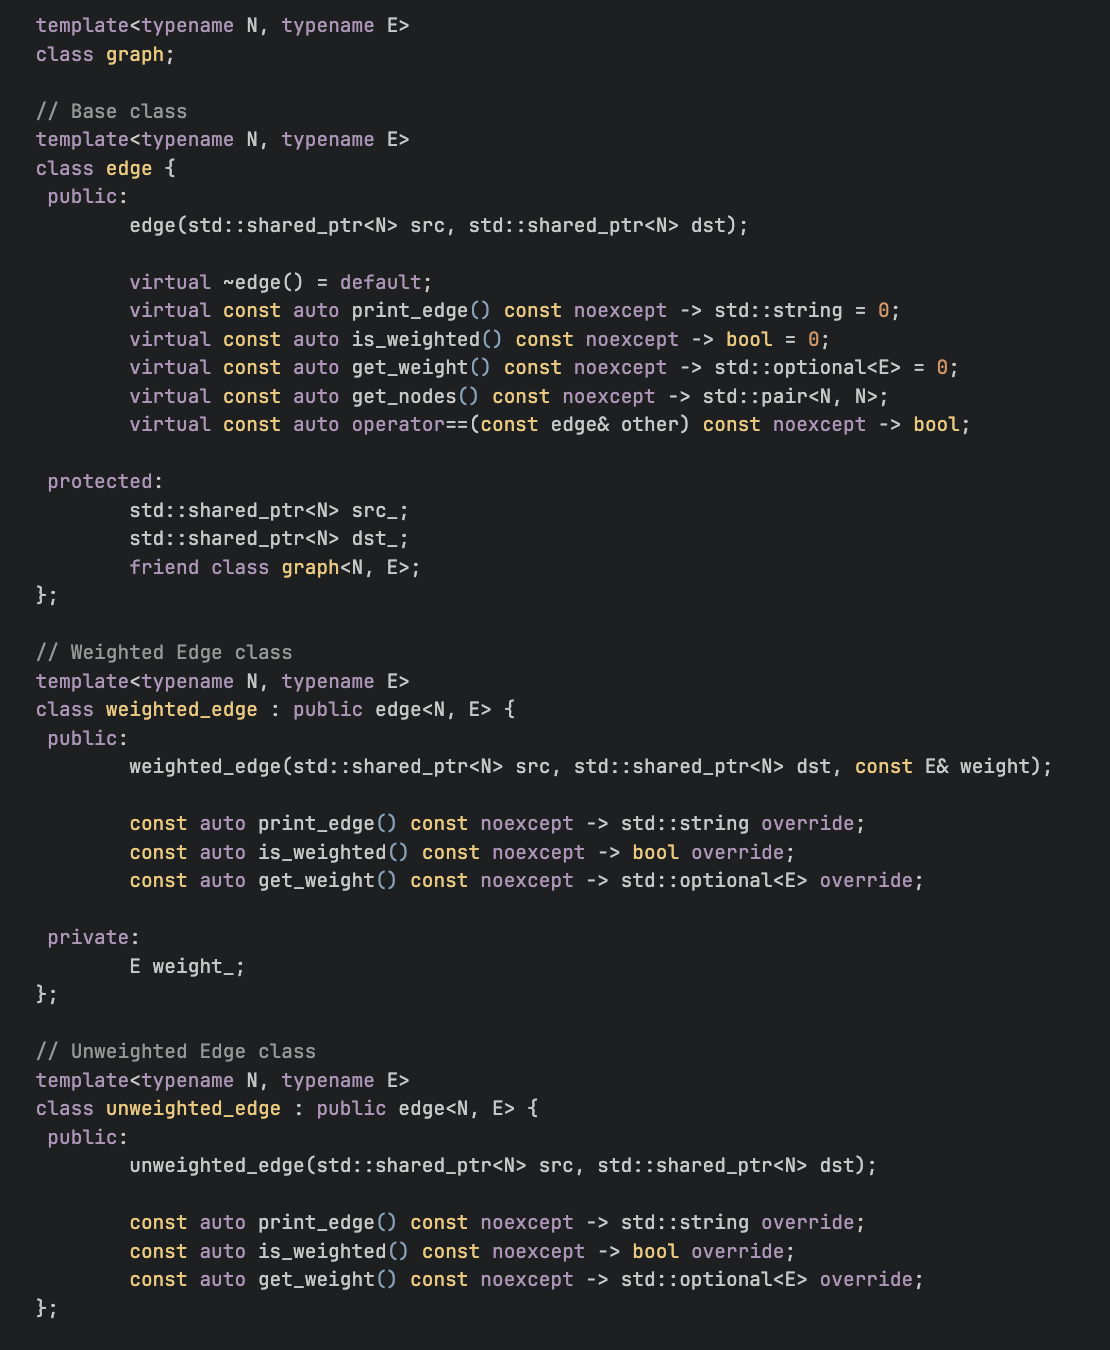 template<typename N, typename E>
class graph;
// Base class
template<typename N, typename E>
class edge {
public:
edge(std::shared_ptr<N> src, std::shared_ptr<N> dst);
virtual ~edge() = default;
virtual const auto print_edge() const noexcept -> std::string = 0;
virtual const auto is_weighted() const noexcept -> bool = 0;
virtual const auto get_weight() const noexcept -> std::optional<E> = 0;
virtual const auto get_nodes() const noexcept -> std::pair<N, N>;
virtual const auto operator==(const edge& other) const noexcept -> bool;
protected:
std::shared_ptr<N> src_;
std::shared_ptr<N> dst_;
friend class graph<N, E>;
};
// Weighted Edge class
template<typename N, typename E>
class weighted_edge : public edge<N, E> {
public:
weighted_edge(std::shared_ptr<N> src, std::shared_ptr<N> dst, const E& weight);
const auto print_edge() const noexcept -> std::string override;
const auto is_weighted() const noexcept -> bool override;
const auto get_weight() const noexcept -> std::optional<E> override;
private:
E weight_;
};
// Unweighted Edge class
template<typename N, typename E>
class unweighted_edge : public edge<N, E> {
public:
unweighted_edge(std::shared_ptr<N> src, std::shared_ptr<N> dst);
const auto print_edge() const noexcept -> std::string override;
const auto is_weighted() const noexcept -> bool override;
const auto get_weight() const noexcept -> std::optional<E> override;
};